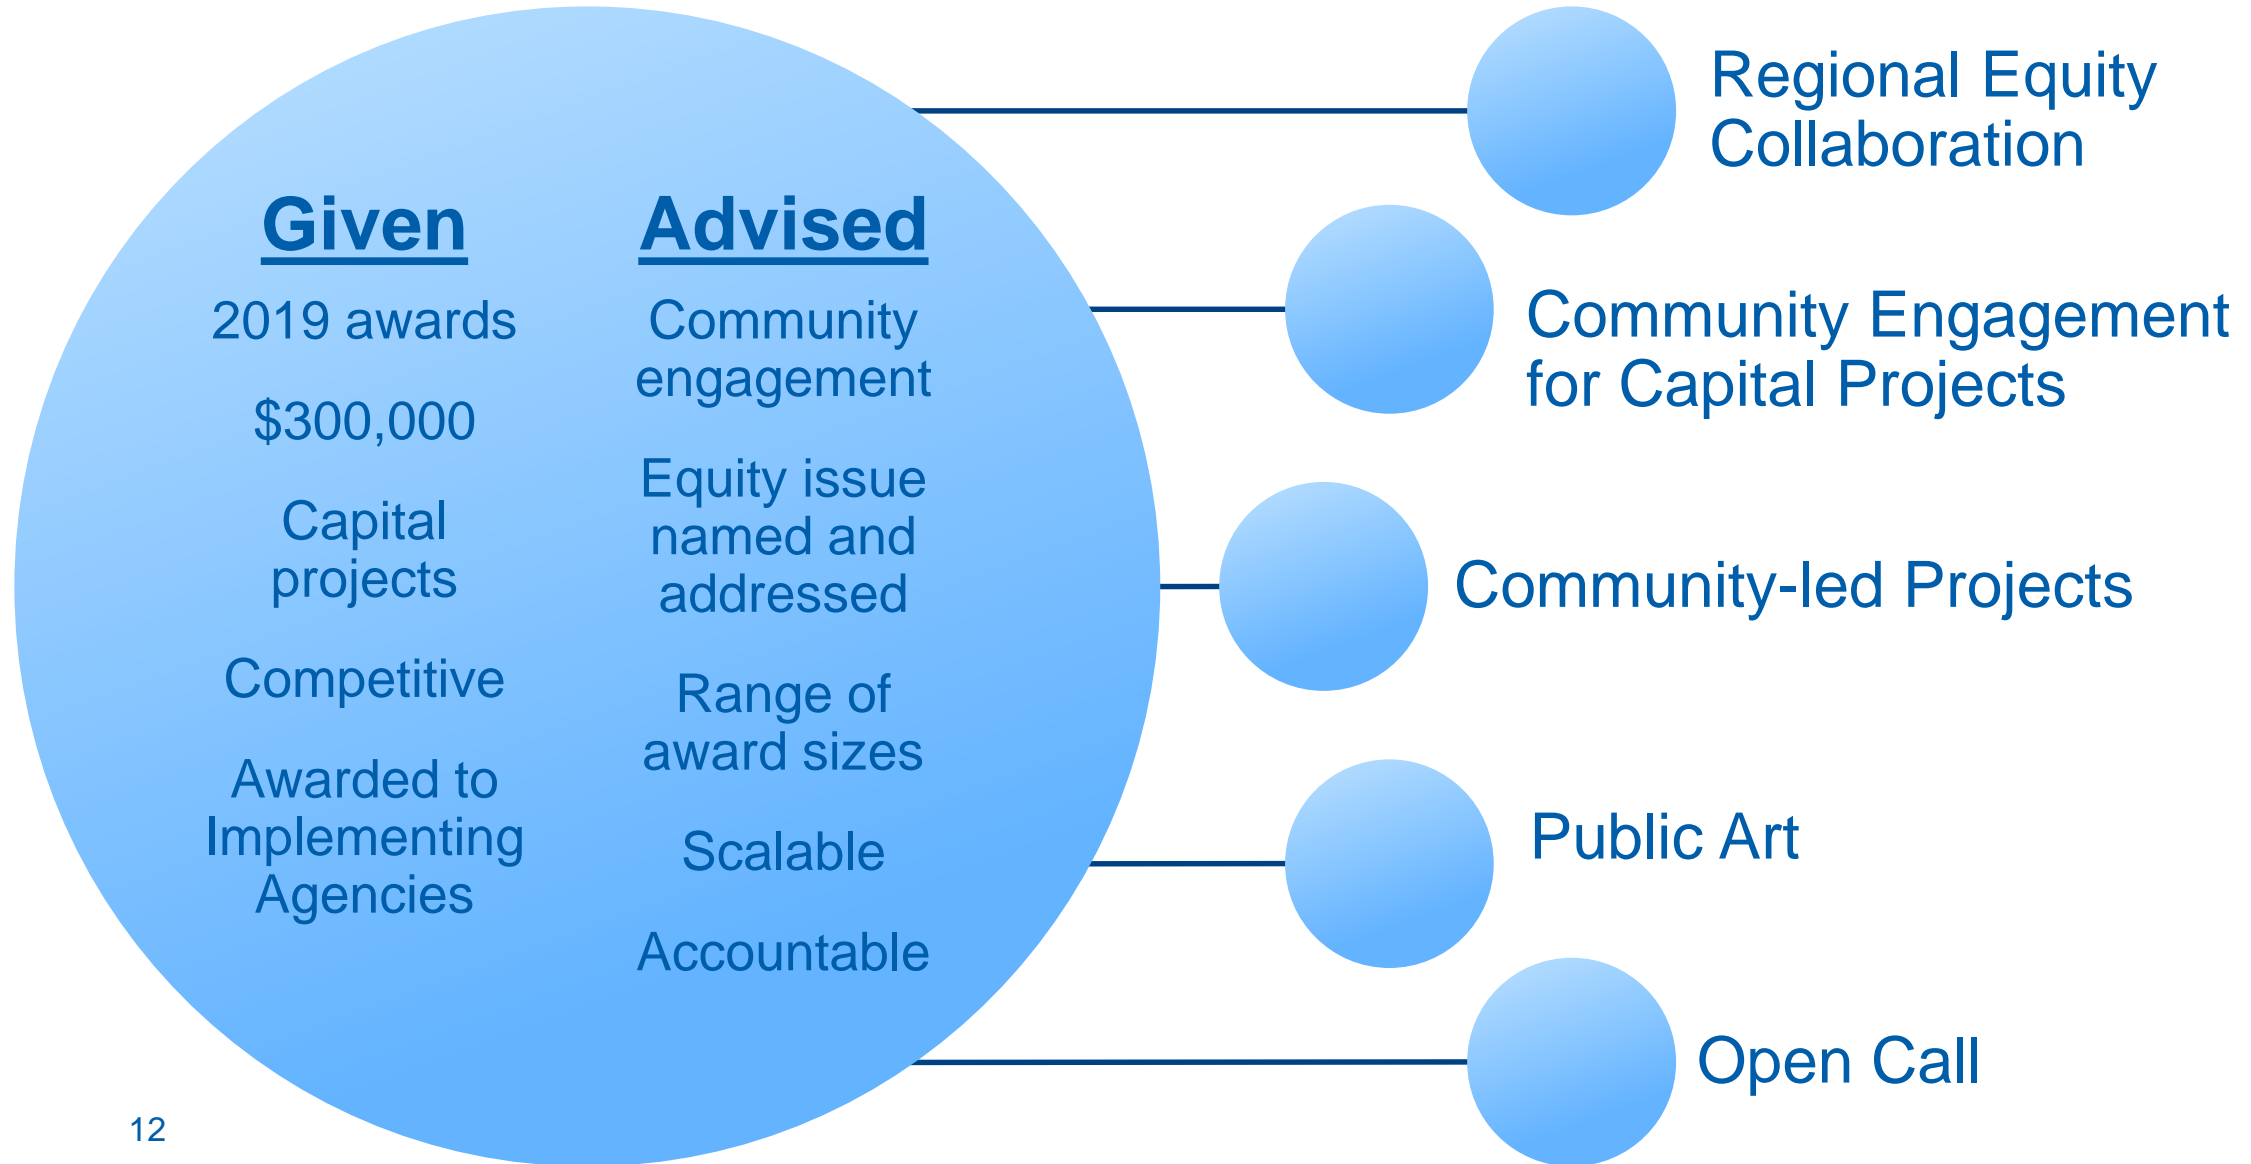 Given
2019 awards
$300,000
Capital
projects
Competitive
Awarded to
Implementing
Agencies
Advised
Community
engagement
Equity issue
named and
addressed
Range of
award sizes
Scalable
Accountable
Regional Equity
Collaboration
Community Engagement
for Capital Projects
Community-led Projects
Public Art
Open Call
12